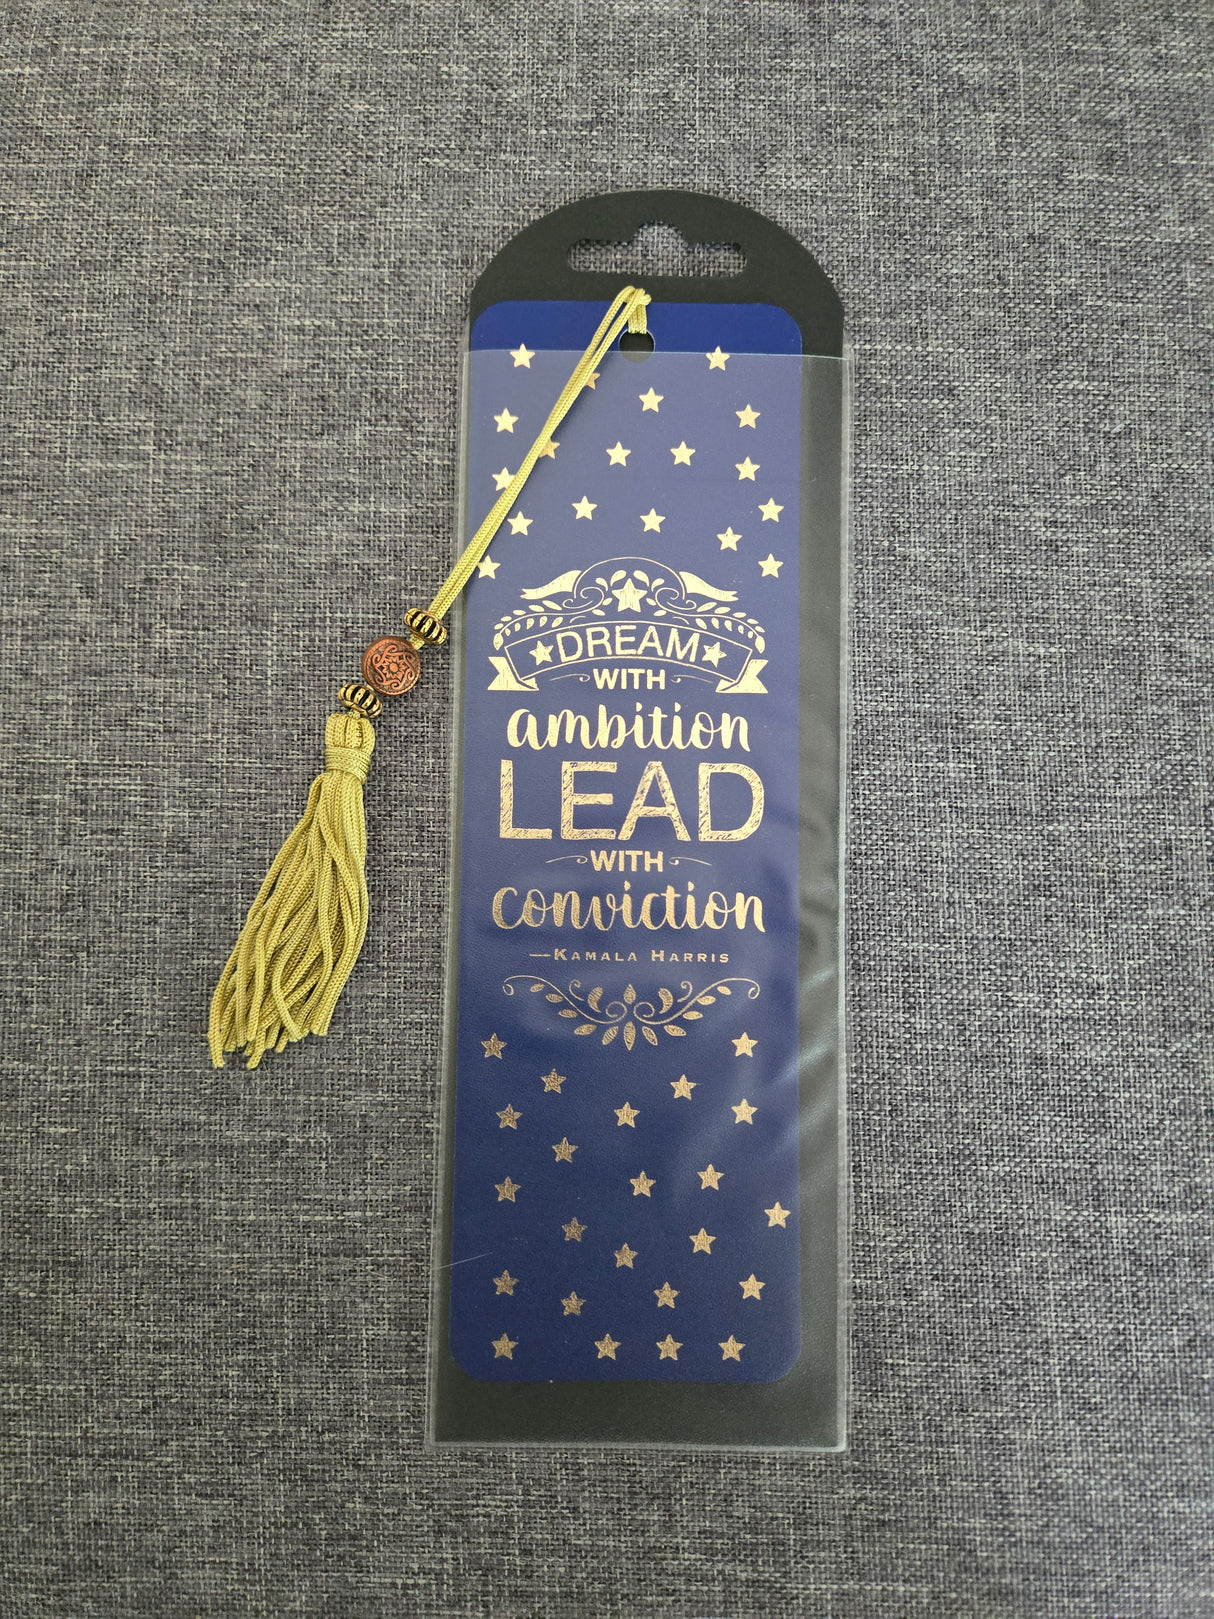 DREAM
WITH
ambition
LEAD
WITH
conviction
—KAMALA HARRIS